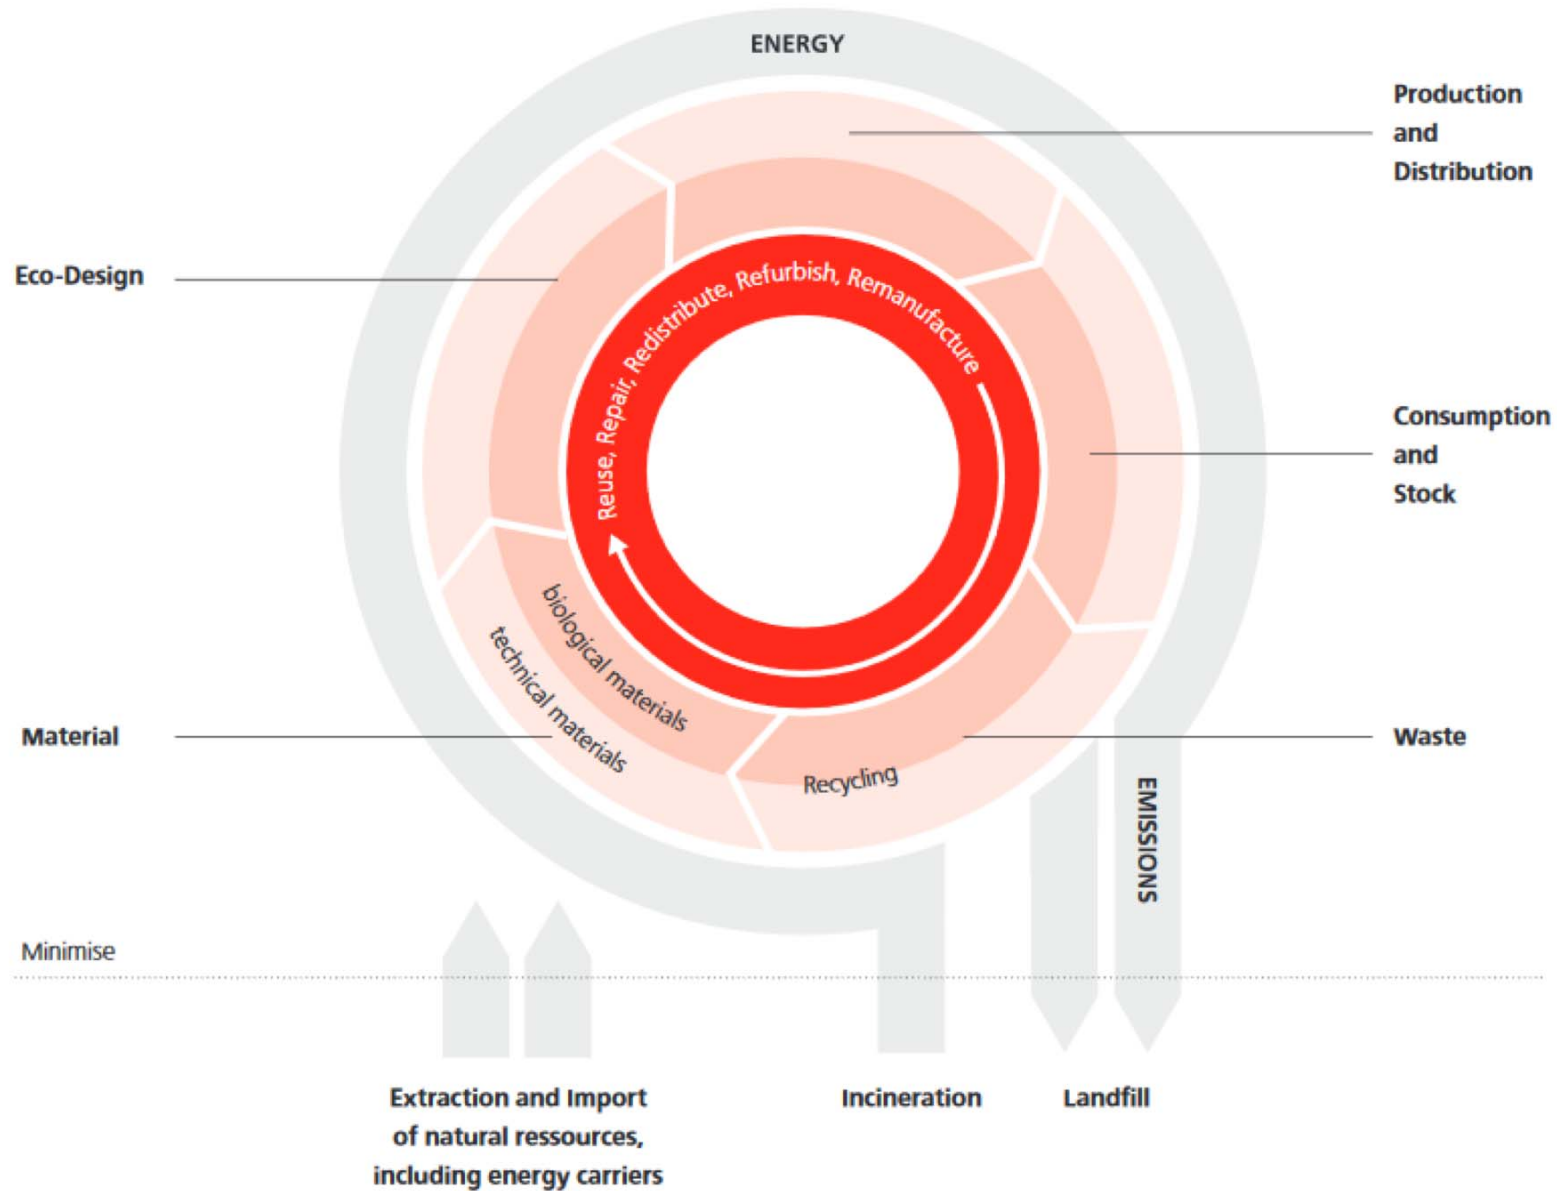 ENERGY
Production
and
Distribution
Eco-Design
Reuse, Repair, Redistribute, Refurbish, Remanufacture
Consumption
and
Stock
biological materials
technical materials
Material
Recycling
Waste
EMISSIONS
Minimise
Extraction and Import
of natural ressources,
including energy carriers
Incineration
Landfill